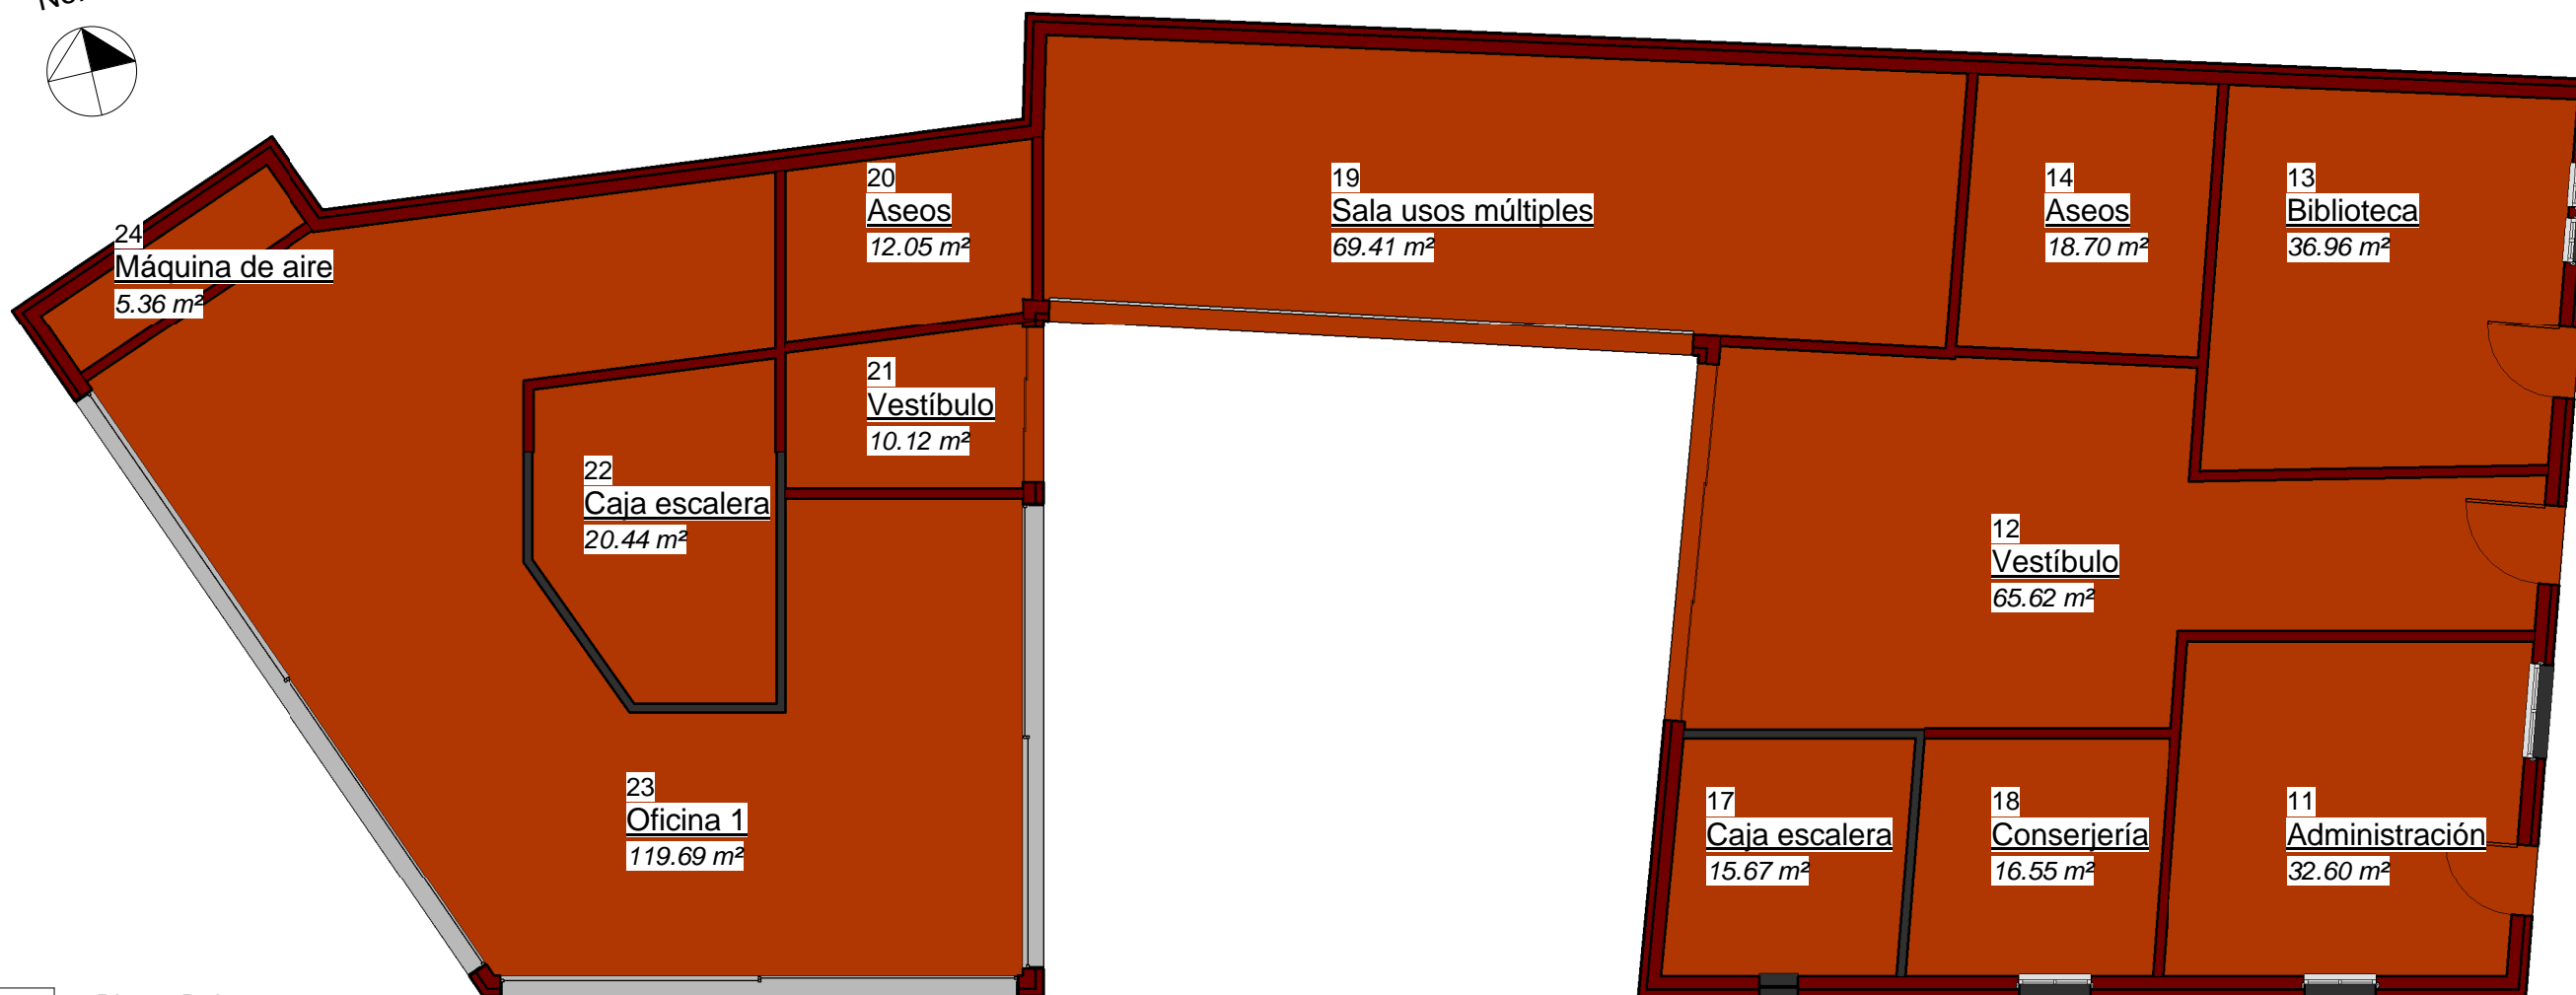 24
Máquina de aire
5.36 m²
20
Aseos
12.05 m²
19
Sala usos múltiples
69.41 m²
14
Aseos
18.70 m²
13
Biblioteca
36.96 m²
21
Vestíbulo
10.12 m²
22
Caja escalera
20.44 m²
12
Vestíbulo
65.62 m²
23
Oficina 1
119.69 m²
17
Caja escalera
15.67 m²
18
Conserjería
16.55 m²
11
Administración
32.60 m²